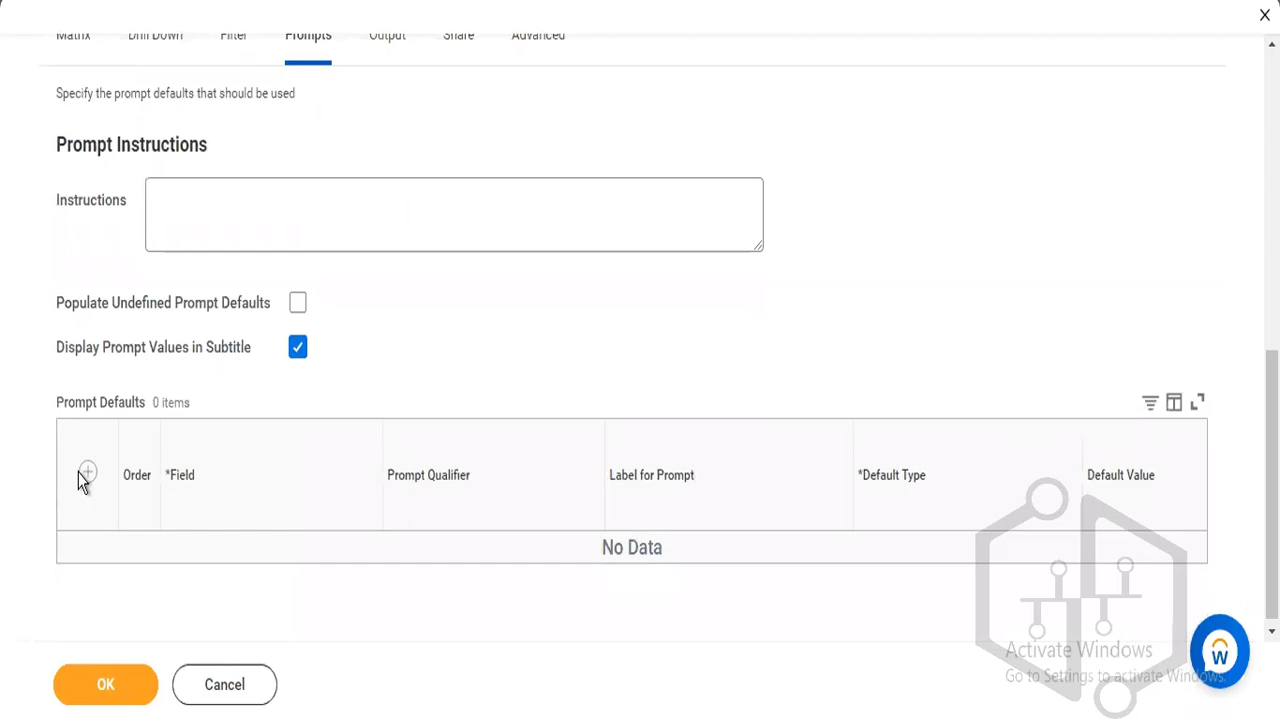 X
Matrix Drill Down Filter Prompts Output Share Advanced
Specify the prompt defaults that should be used
Prompt Instructions
Instructions
Populate Undefined Prompt Defaults
Display Prompt Values in Subtitle
Prompt Defaults 0 items
Order *Field Prompt Qualifier Label for Prompt *Default Type Default Value
No Data
Activate Windows
Go to Settings to activate Windows.
W
OK Cancel